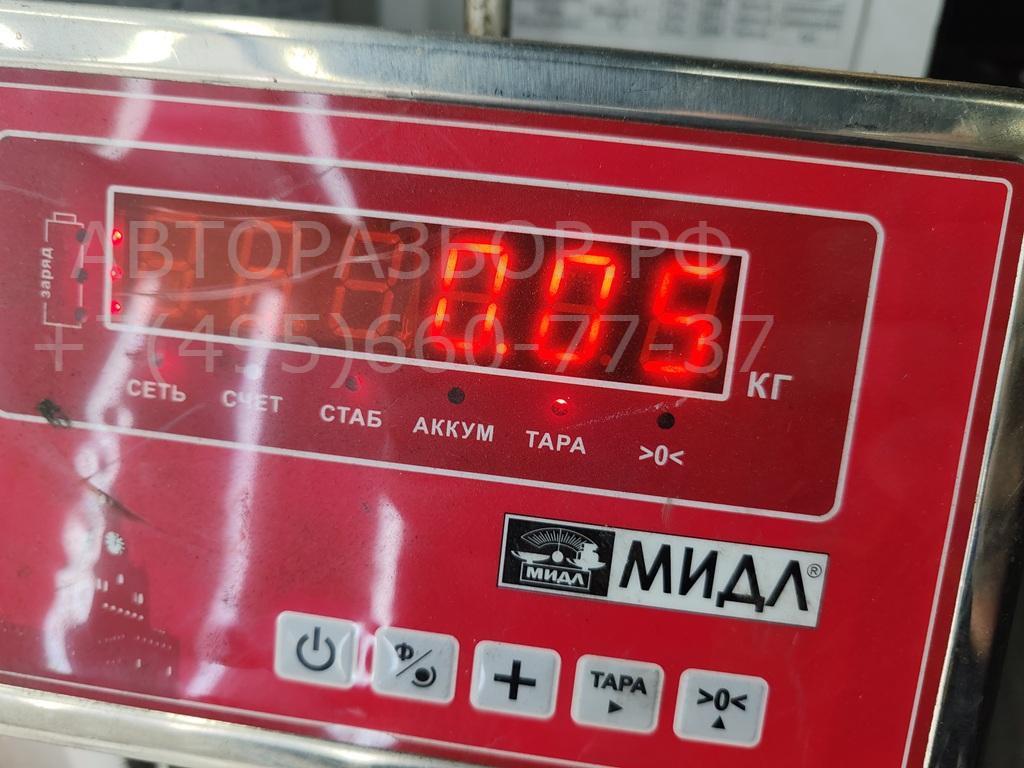 АВТОРАЗБОР.РФ
+7(495)660-77-37
заряд
0.05
КГ
СЕТЬ СЧЕТ СТАБ АККУМ ТАРА >0<
МИДЛ МИДЛ®
Ф
ТАРА >0<